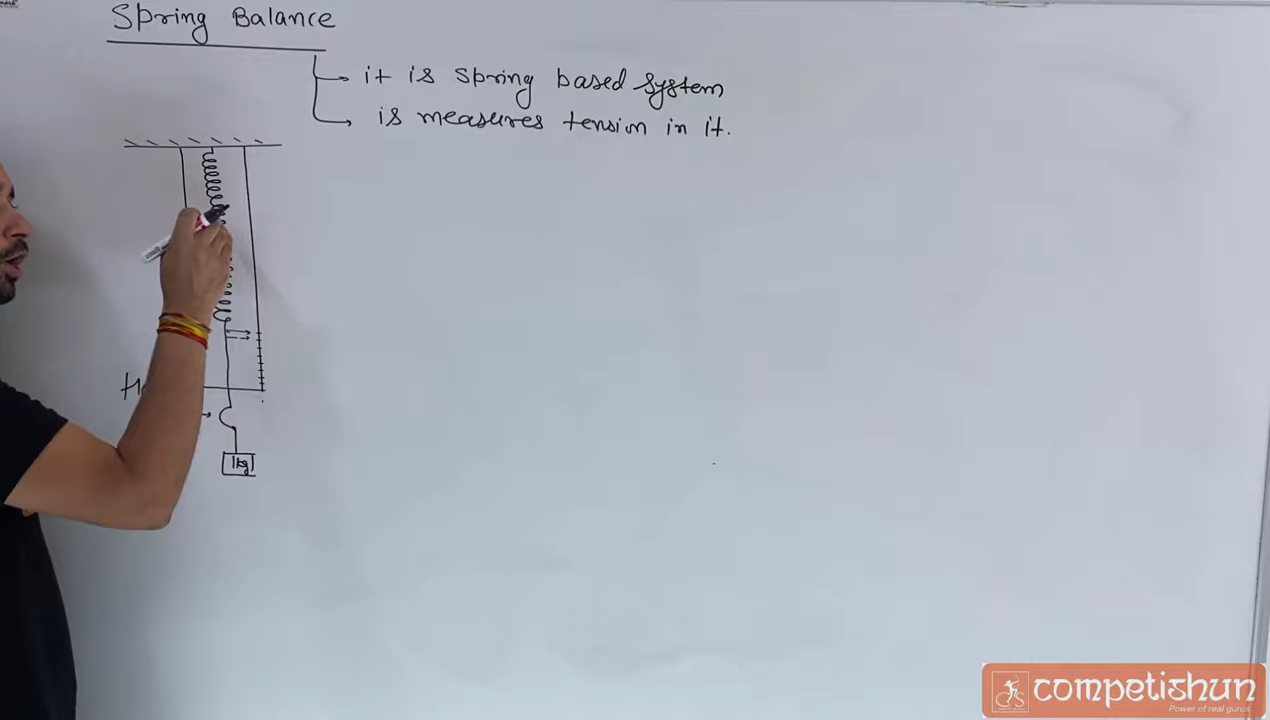 Spring Balance
it is spring based system
is measures tension in it.
1kg
competishun
Power of real gurus